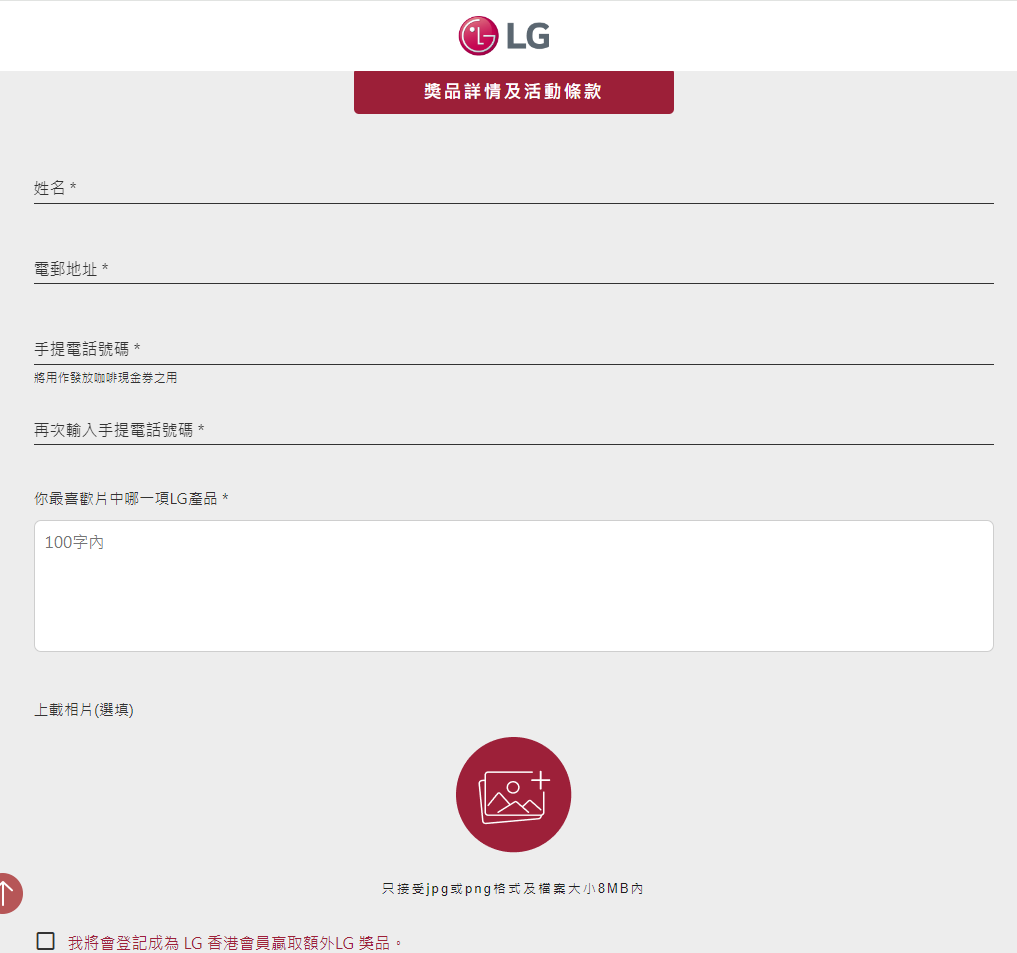 LG
獎品詳情及活動條款
姓名 *
電郵地址 *
手提電話號碼 *
將用作發放咖啡現金券之用
再次輸入手提電話號碼 *
你最喜歡片中哪一項LG產品 *
100字內
上載相片(選填)
只接受jpg或png格式及檔案大小8MB內
我將會登記成為 LG 香港會員贏取額外LG 獎品。